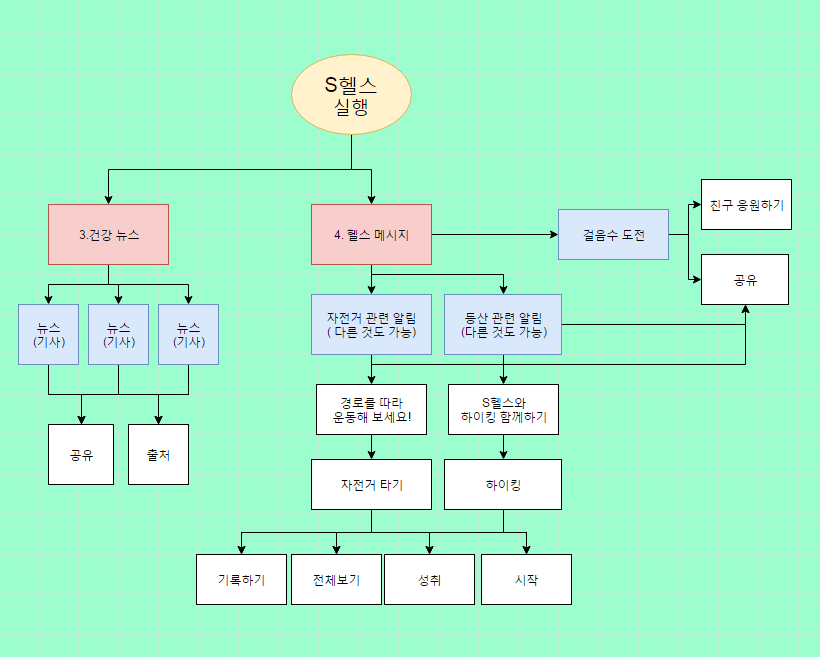 S헬스
실행
3.건강 뉴스
4. 헬스 메시지
걸음수 도전
친구 응원하기
공유
뉴스
(기사)
뉴스
(기사)
뉴스
(기사)
자전거 관련 알림
( 다른 것도 가능)
등산 관련 알림
(다른 것도 가능)
경로를 따라
운동해 보세요!
S헬스와
하이킹 함께하기
공유
출처
자전거 타기
하이킹
기록하기
전체보기
성취
시작